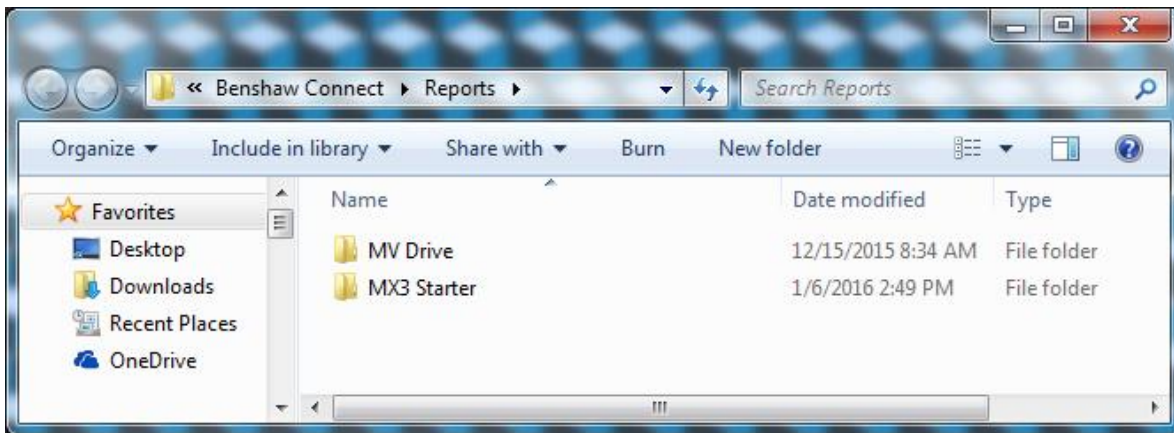 « Benshaw Connect ▸ Reports ▸ Search Reports
Organize Include in library Share with Burn New folder
Favorites
Desktop
Downloads
Recent Places
OneDrive
Name Date modified Type
MV Drive 12/15/2015 8:34 AM File folder
MX3 Starter 1/6/2016 2:49 PM File folder